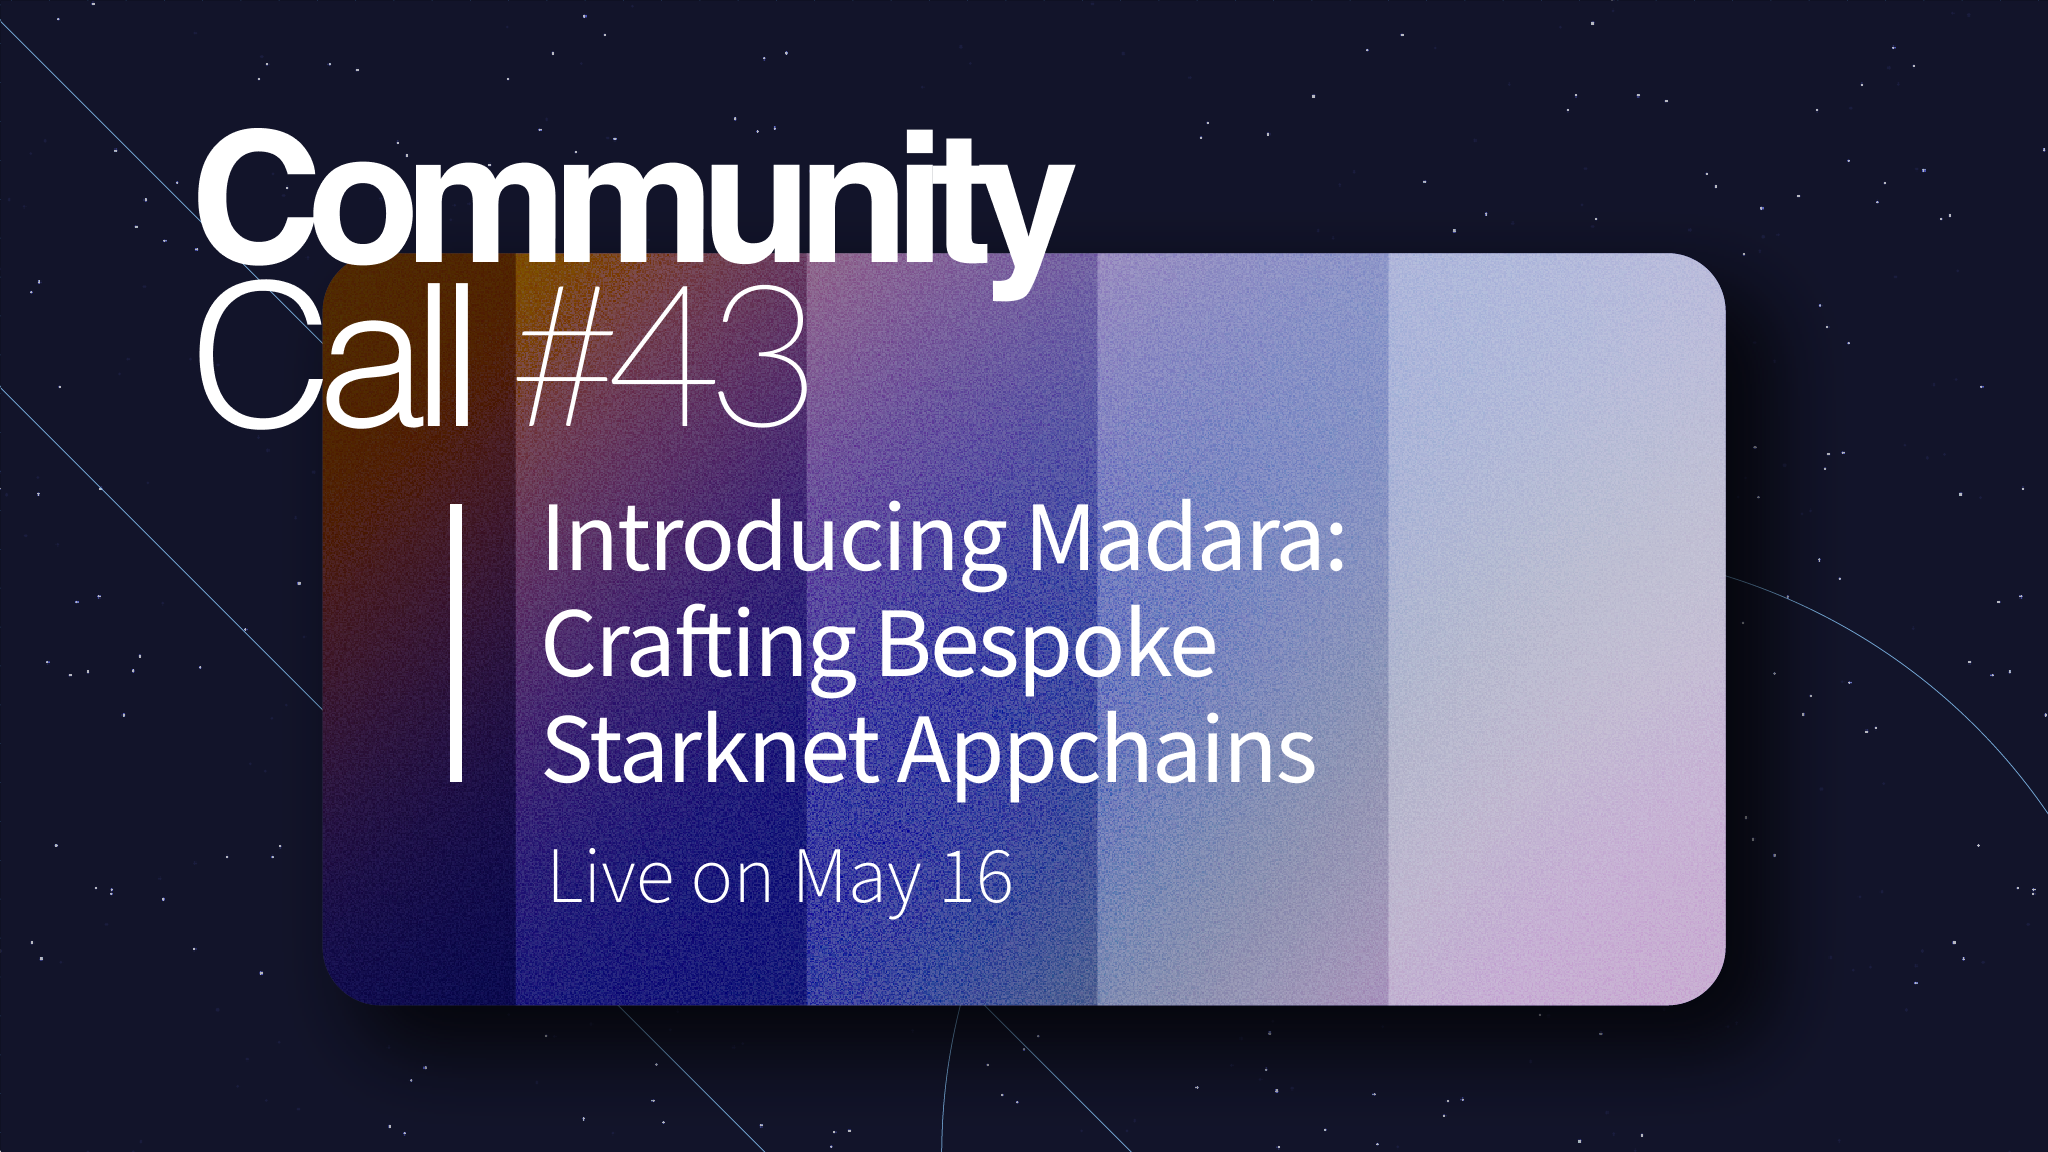 Community
Call #43
Introducing Madara:
Crafting Bespoke
Starknet Appchains
Live on May 16